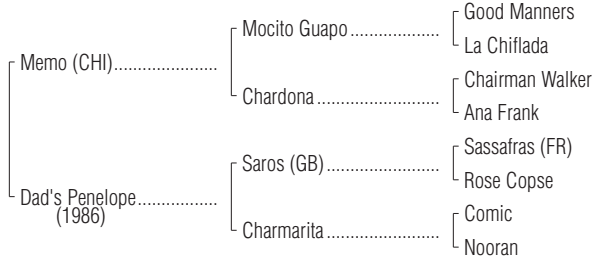 Good Manners
Mocito Guapo....................
La Chiflada
Memo (CHI).......................
Chairman Walker
Chardona...........................
Ana Frank
Sassafras (FR)
Saros (GB).........................
Rose Copse
Dad's Penelope.................
(1986)
Comic
Charmarita.........................
Nooran